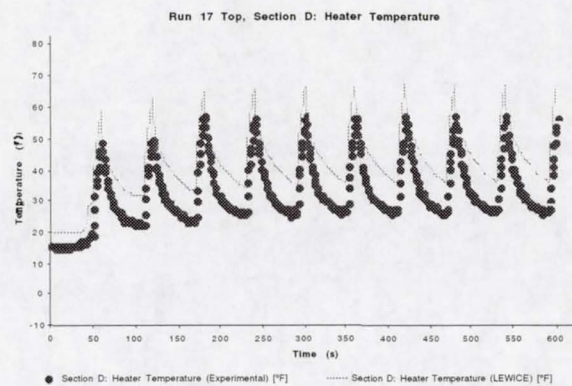 Run 17 Top, Section D: Heater Temperature
80
70
60
50
40
30
20
10
0
-10
Temperature (°F)
0 50 100 150 200 250 300 350 400 450 500 550 600
Time (s)
Section D: Heater Temperature (Experimental) [°F]
Section D: Heater Temperature (LEWICE) [°F]